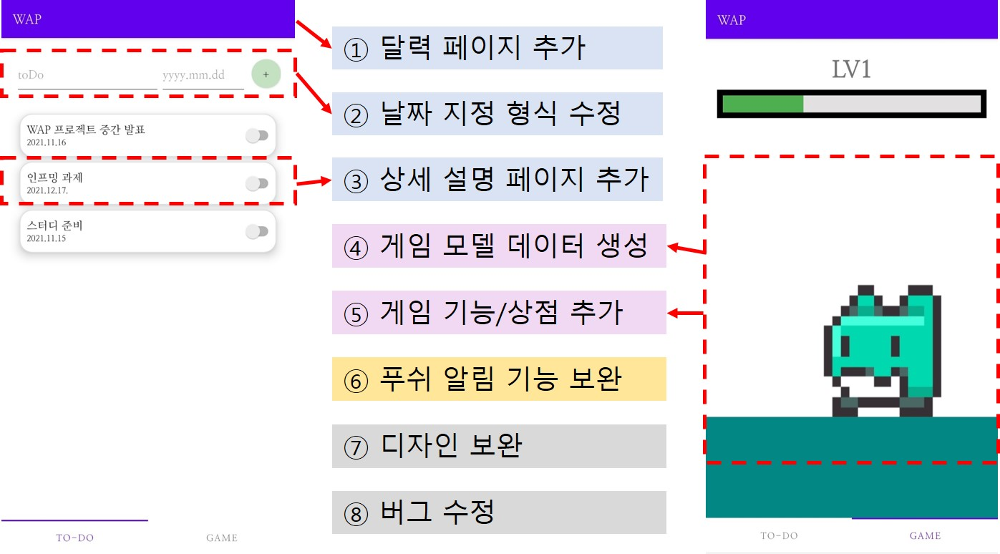 WAP
toDo
yyyy.mm.dd
+
WAP 프로젝트 중간 발표
2021.11.16
인프밍 과제
2021.12.17.
스터디 준비
2021.11.15
TO-DO
GAME
① 달력 페이지 추가
② 날짜 지정 형식 수정
③ 상세 설명 페이지 추가
④ 게임 모델 데이터 생성
⑤ 게임 기능/상점 추가
⑥ 푸쉬 알림 기능 보완
⑦ 디자인 보완
⑧ 버그 수정
WAP
LV1
TO-DO
GAME